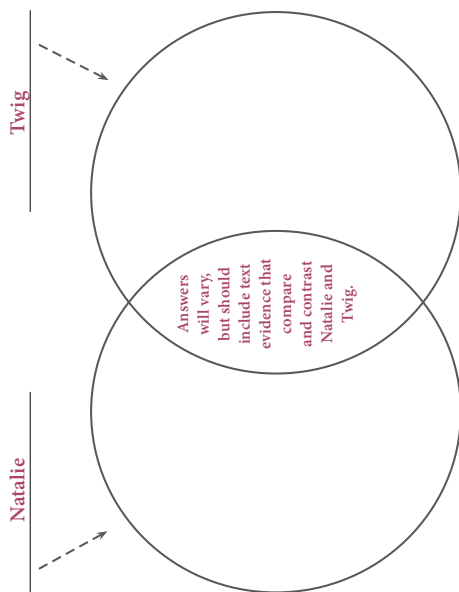 Natalie
Twig
Answers
will vary,
but should
include text
evidence that
compare
and contrast
Natalie and
Twig.